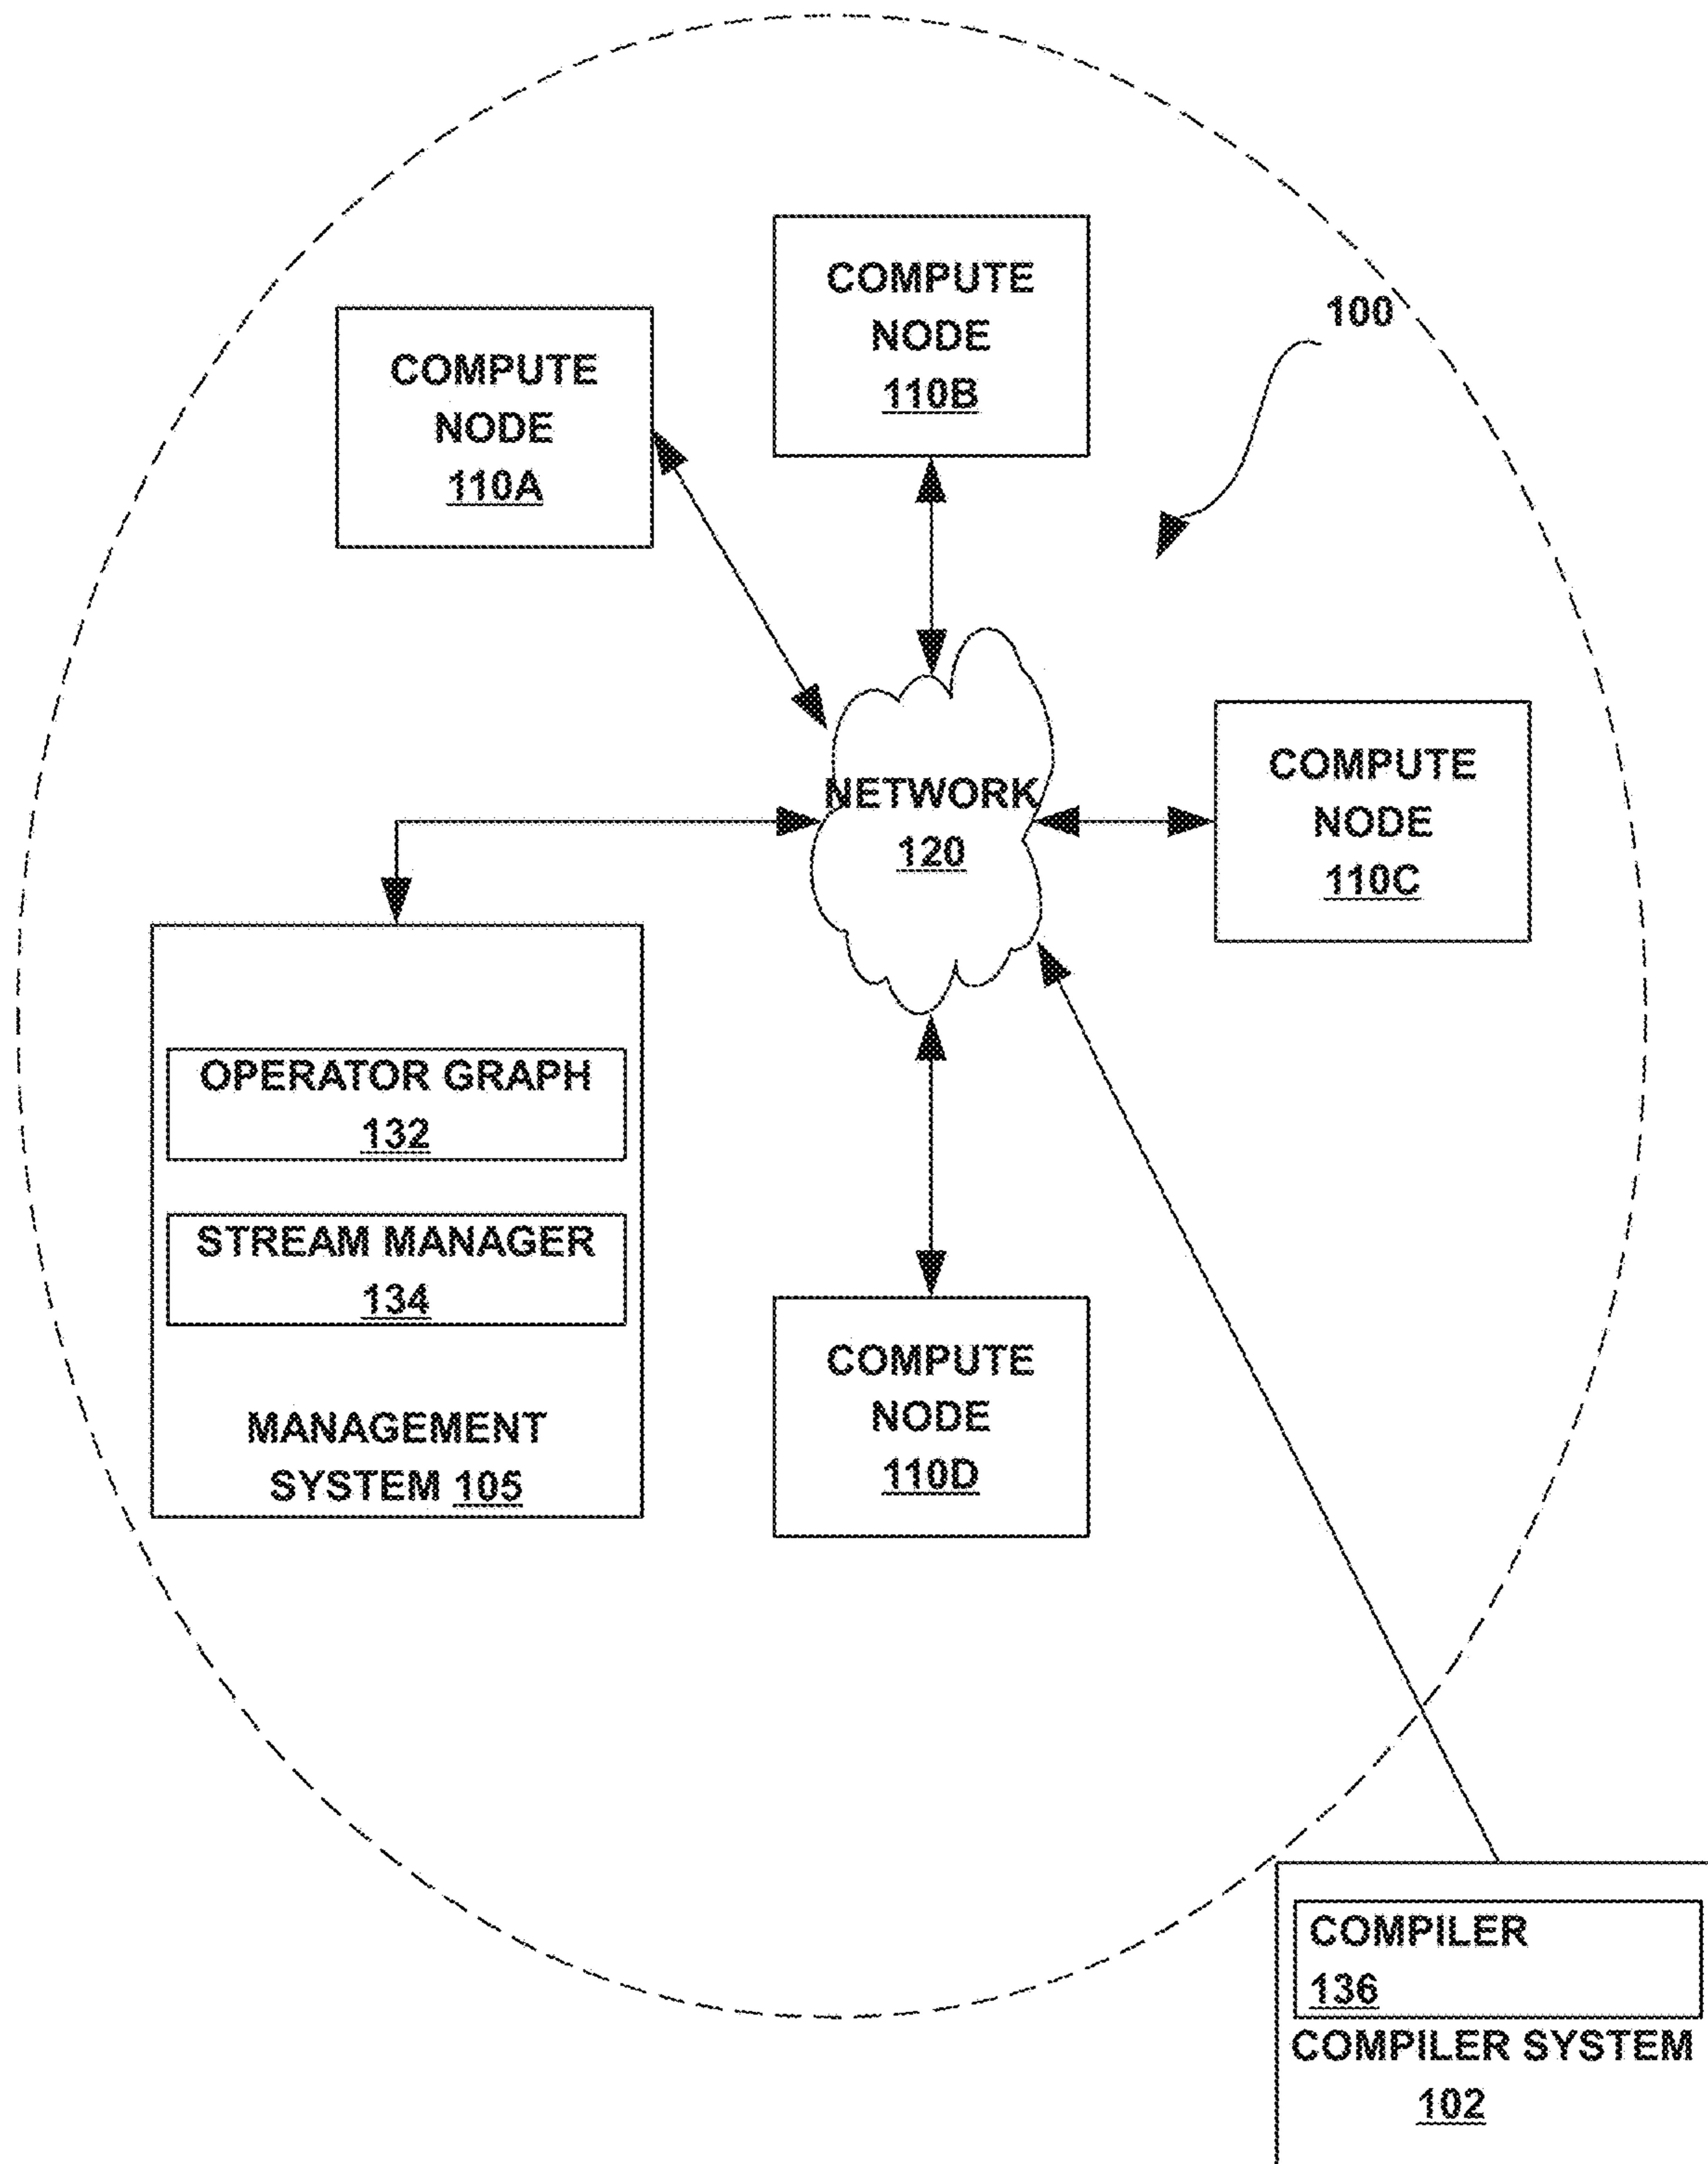 COMPUTE
NODE
110B
100
COMPUTE
NODE
110A
NETWORK
120
COMPUTE
NODE
110C
OPERATOR GRAPH
132
STREAM MANAGER
134
MANAGEMENT
SYSTEM 105
COMPUTE
NODE
110D
COMPILER
136
COMPILER SYSTEM
102